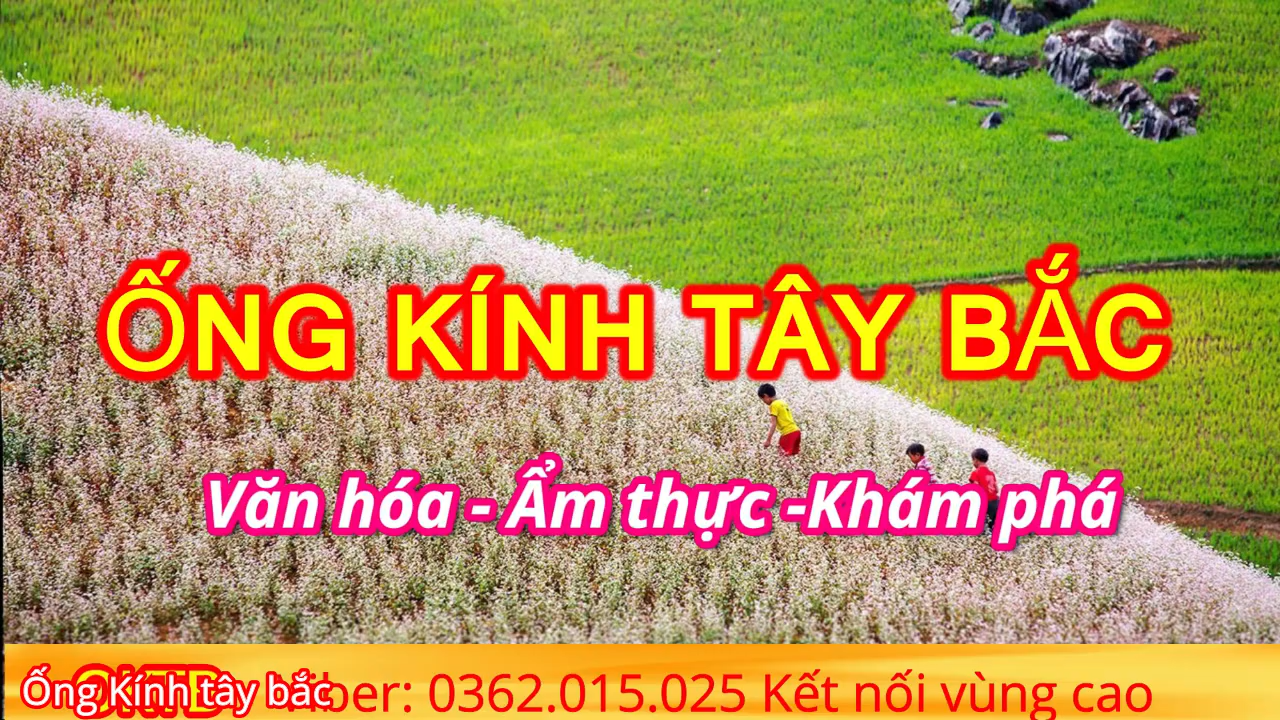 ỐNG KÍNH TÂY BẮC
Văn hóa - Ẩm thực -Khám phá
Ống Kính tây bắc
0362.015.025 Kết nối vùng cao